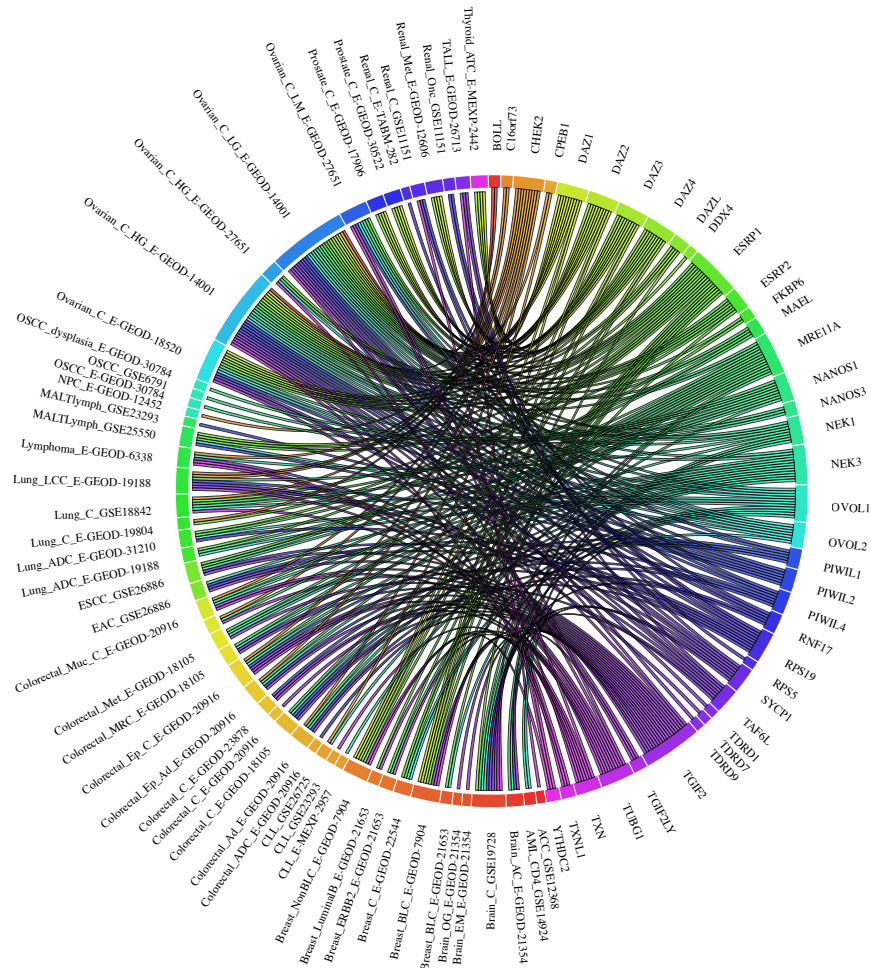 BOLL
C16orf73
CHEK2
CPEB1
DAZ1
DAZ2
DAZ3
DAZ4
DAZL
DDX4
ESRP1
ESRP2
FKBP6
MAEL
MRE11A
NANOS1
NANOS3
NEK1
NEK3
OVOL1
OVOL2
PIWIL1
PIWIL2
PIWIL4
RNF17
RPS19
RPS5
SYCP1
TAF6L
TDRD1
TDRD7
TDRD9
TGIF2
TGIF2LY
TUBG1
TXN
TXNL1
YTHDC2
ACC_GSE12368
AML_CD4_GSE14924
Brain_AC_E-GEOD-21354
Brain_C_GSE19728
Brain_EM_E-GEOD-21354
Brain_OG_E-GEOD-21354
Breast_BLC_E-GEOD-21653
Breast_BLC_E-GEOD-7904
Breast_C_E-GEOD-22544
Breast_ERBB2_E-GEOD-21653
Breast_LuminalB_E-GEOD-21653
Breast_NonBLC_E-GEOD-7904
CLL_E-MEXP-2957
CLL_GSE23293
CLL_GSE26725
Colorectal_ADC_E-GEOD-20916
Colorectal_Ad_E-GEOD-20916
Colorectal_C_E-GEOD-18105
Colorectal_C_E-GEOD-20916
Colorectal_C_E-GEOD-23878
Colorectal_Ep_Ad_E-GEOD-20916
Colorectal_Ep_C_E-GEOD-20916
Colorectal_MRC_E-GEOD-18105
Colorectal_Met_E-GEOD-18105
Colorectal_Muc_C_E-GEOD-20916
EAC_GSE26886
ESCC_GSE26886
Lung_ADC_E-GEOD-19188
Lung_ADC_E-GEOD-31210
Lung_C_E-GEOD-19804
Lung_C_GSE18842
Lung_LCC_E-GEOD-19188
Lymphoma_E-GEOD-6338
MALTLymph_GSE25550
MALTlymph_GSE23293
NPC_E-GEOD-12452
OSCC_E-GEOD-30784
OSCC_GSE6791
OSCC_dysplasia_E-GEOD-30784
Ovarian_C_E-GEOD-18520
Ovarian_C_HG_E-GEOD-14001
Ovarian_C_HG_E-GEOD-27651
Ovarian_C_LG_E-GEOD-14001
Ovarian_C_LM_E-GEOD-27651
Prostate_C_E-GEOD-17906
Prostate_C_E-GEOD-30522
Renal_C_E-TABM-282
Renal_C_GSE11151
Renal_Met_E-GEOD-12606
Renal_Onc_GSE11151
TALL_E-GEOD-26713
Thyroid_ATC_E-MEXP-2442